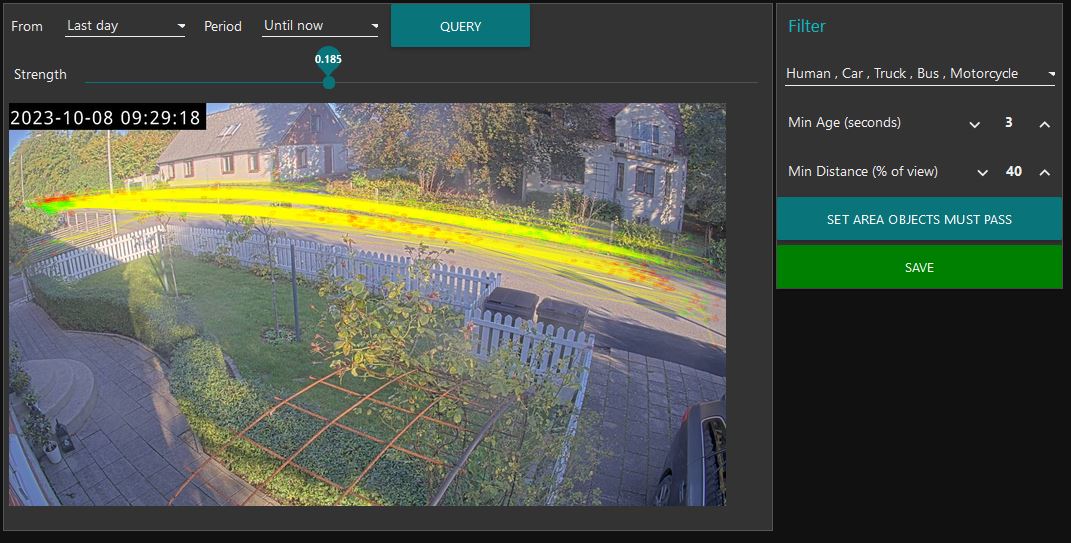 From Last day Period Until now QUERY
Strength 0.185
2023-10-08 09:29:18
Filter
Human , Car , Truck , Bus , Motorcycle
Min Age (seconds) 3
Min Distance (% of view) 40
SET AREA OBJECTS MUST PASS
SAVE